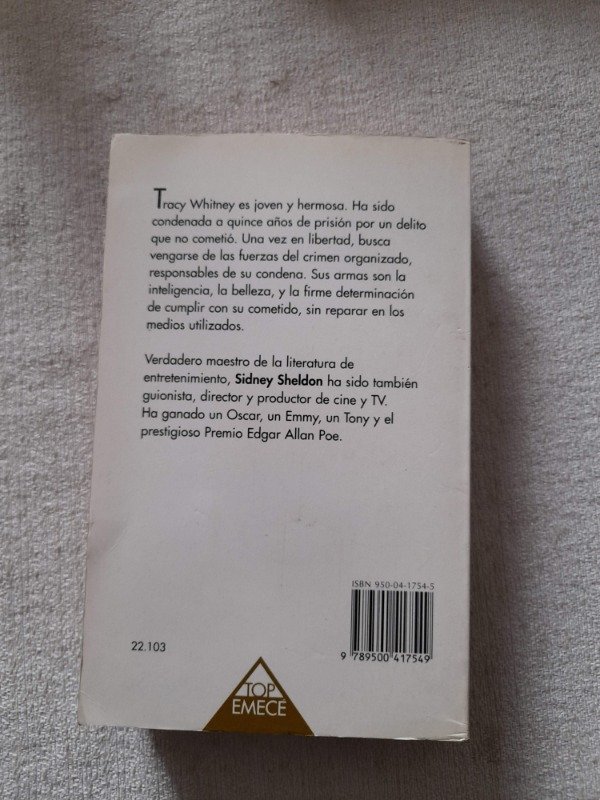 Tracy Whitney es joven y hermosa. Ha sido
condenada a quince años de prisión por un delito
que no cometió. Una vez en libertad, busca
vengarse de las fuerzas del crimen organizado,
responsables de su condena. Sus armas son la
inteligencia, la belleza, y la firme determinación
de cumplir con su cometido, sin reparar en los
medios utilizados.
Verdadero maestro de la literatura de
entretenimiento, Sidney Sheldon ha sido también
guionista, director y productor de cine y TV.
Ha ganado un Oscar, un Emmy, un Tony y el
prestigioso Premio Edgar Allan Poe.
ISBN 950-04-1754-5
9 789500 417549
22.103
TOP
EMECÉ